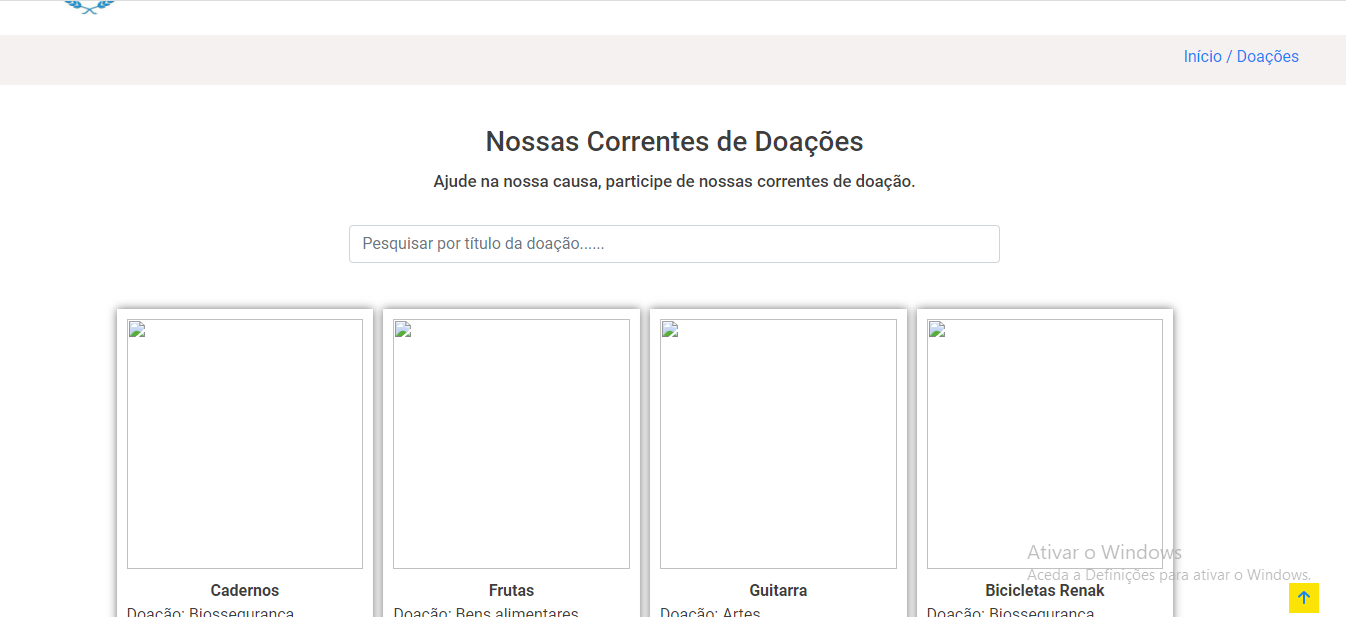 Início / Doações
Nossas Correntes de Doações
Ajude na nossa causa, participe de nossas correntes de doação.
Pesquisar por título da doação......
Cadernos
Doação: Biossegurança
Frutas
Doação: Bens alimentares
Guitarra
Doação: Artes
Bicicletas Renak
Doação: Biossegurança
Ativar o Windows
Aceda a Definições para ativar o Windows.